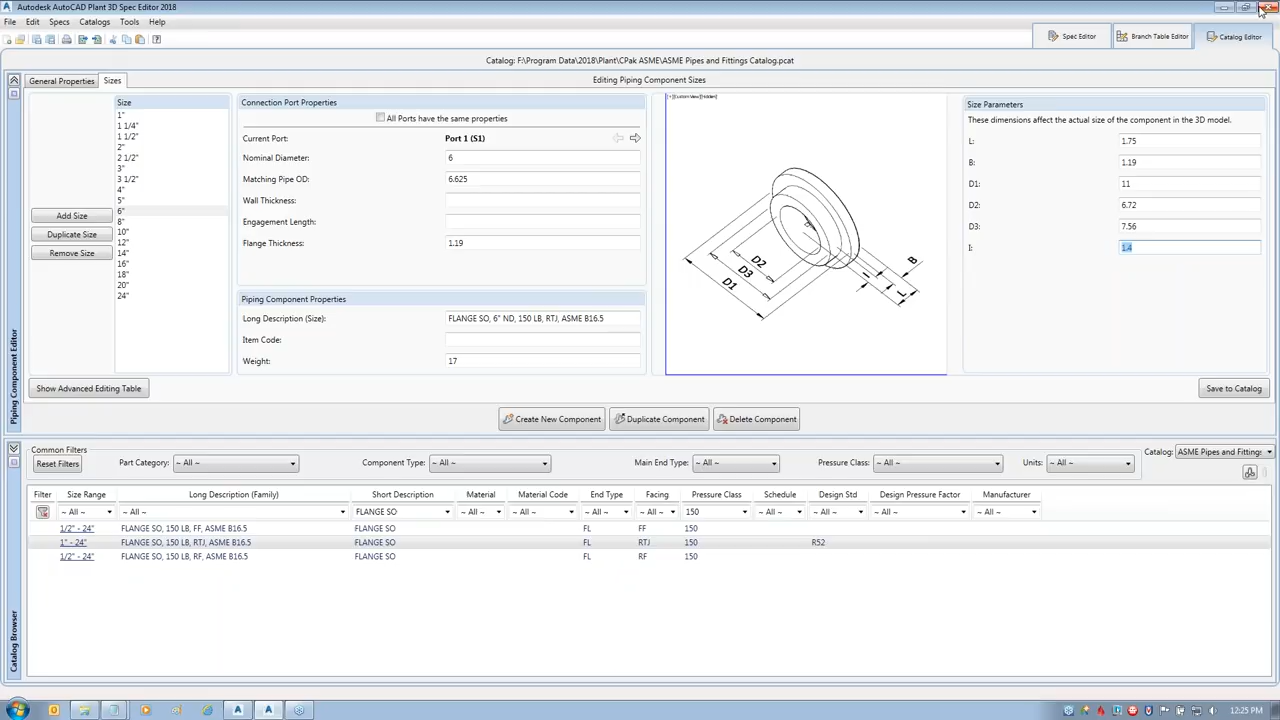 Autodesk AutoCAD Plant 3D Spec Editor 2018
File Edit Specs Catalogs Tools Help
Spec Editor Branch Table Editor Catalog Editor
Catalog: F:\Program Data\2018\Plant\CPak ASME\ASME Pipes and Fittings Catalog.pcat
General Properties Sizes Editing Piping Component Sizes
Size
1"
1 1/4"
1 1/2"
2"
2 1/2"
3"
3 1/2"
4"
5"
6"
8"
10"
12"
14"
16"
18"
20"
24"
Add Size
Duplicate Size
Remove Size
Connection Port Properties
All Ports have the same properties
Current Port: Port 1 (S1)
Nominal Diameter: 6
Matching Pipe OD: 6.625
Wall Thickness:
Engagement Length:
Flange Thickness: 1.19
Piping Component Properties
Long Description (Size): FLANGE SO, 6" ND, 150 LB, RTJ, ASME B16.5
Item Code:
Weight: 17
[-][Custom View][Hidden]
D2
D3
D1
B
I
L
Size Parameters
These dimensions affect the actual size of the component in the 3D model.
L: 1.75
B: 1.19
D1: 11
D2: 6.72
D3: 7.56
I: 1.4
Show Advanced Editing Table
Save to Catalog
Piping Component Editor
Create New Component Duplicate Component Delete Component
Common Filters
Catalog: ASME Pipes and Fittings
Reset Filters Part Category: ~ All ~ Component Type: ~ All ~ Main End Type: ~ All ~ Pressure Class: ~ All ~ Units: ~ All ~
Filter Size Range Long Description (Family) Short Description Material Material Code End Type Facing Pressure Class Schedule Design Std Design Pressure Factor Manufacturer
~ All ~ ~ All ~ FLANGE SO ~ All ~ ~ All ~ ~ All ~ ~ All ~ 150 ~ All ~ ~ All ~ ~ All ~ ~ All ~
1/2" - 24" FLANGE SO, 150 LB, FF, ASME B16.5 FLANGE SO FL FF 150
1" - 24" FLANGE SO, 150 LB, RTJ, ASME B16.5 FLANGE SO FL RTJ 150 R52
1/2" - 24" FLANGE SO, 150 LB, RF, ASME B16.5 FLANGE SO FL RF 150
Catalog Browser
12:25 PM